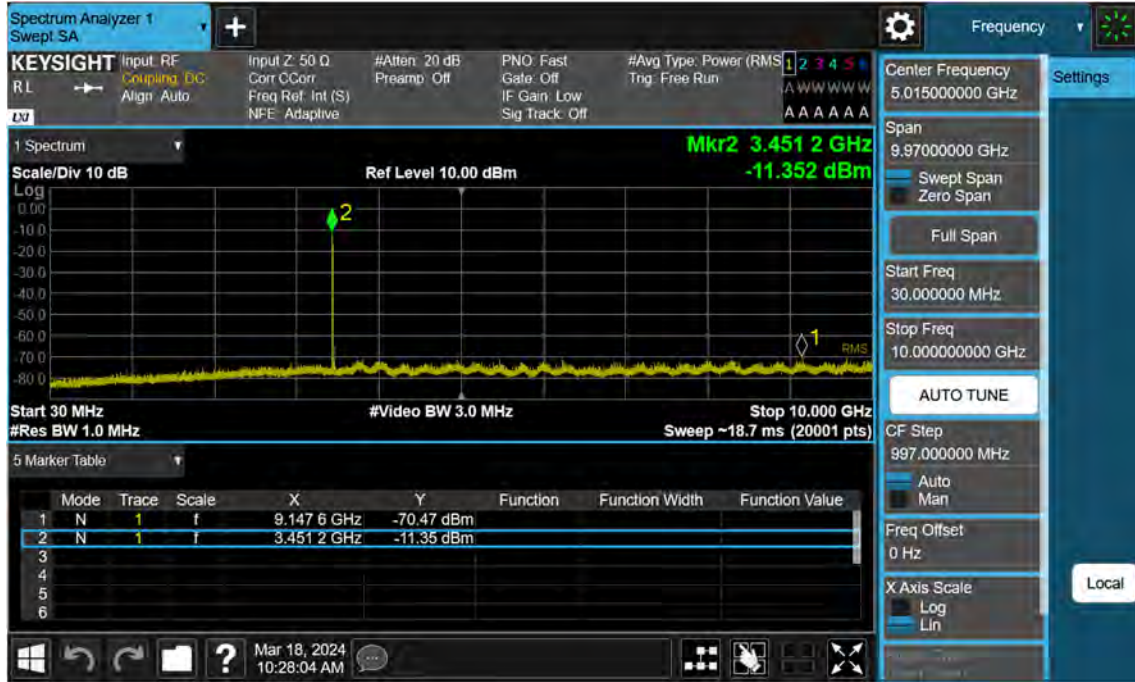 Spectrum Analyzer 1
Swept SA
+
Frequency
KEYSIGHT
RL
LXI
Input: RF
Coupling: DC
Align: Auto
Input Z: 50 Ω
Corr CCorr
Freq Ref: Int (S)
NFE: Adaptive
#Atten: 20 dB
Preamp: Off
PNO: Fast
Gate: Off
IF Gain: Low
Sig Track: Off
#Avg Type: Power (RMS
Trig: Free Run
1 2 3 4 5 6
A W W W W W
A A A A A A
1 Spectrum
Scale/Div 10 dB
Ref Level 10.00 dBm
Mkr2 3.451 2 GHz
-11.352 dBm
Log
0.00
-10.0
-20.0
-30.0
-40.0
-50.0
-60.0
-70.0
-80.0
2
1
RMS
Start 30 MHz
#Video BW 3.0 MHz
Stop 10.000 GHz
#Res BW 1.0 MHz
Sweep ~18.7 ms (20001 pts)
5 Marker Table
Mode Trace Scale X Y Function Function Width Function Value
1 N 1 f 9.147 6 GHz -70.47 dBm
2 N 1 f 3.451 2 GHz -11.35 dBm
3
4
5
6
?
Mar 18, 2024
10:28:04 AM
Center Frequency
5.015000000 GHz
Settings
Span
9.97000000 GHz
Swept Span
Zero Span
Full Span
Start Freq
30.000000 MHz
Stop Freq
10.000000000 GHz
AUTO TUNE
CF Step
997.000000 MHz
Auto
Man
Freq Offset
0 Hz
X Axis Scale
Log
Lin
Local